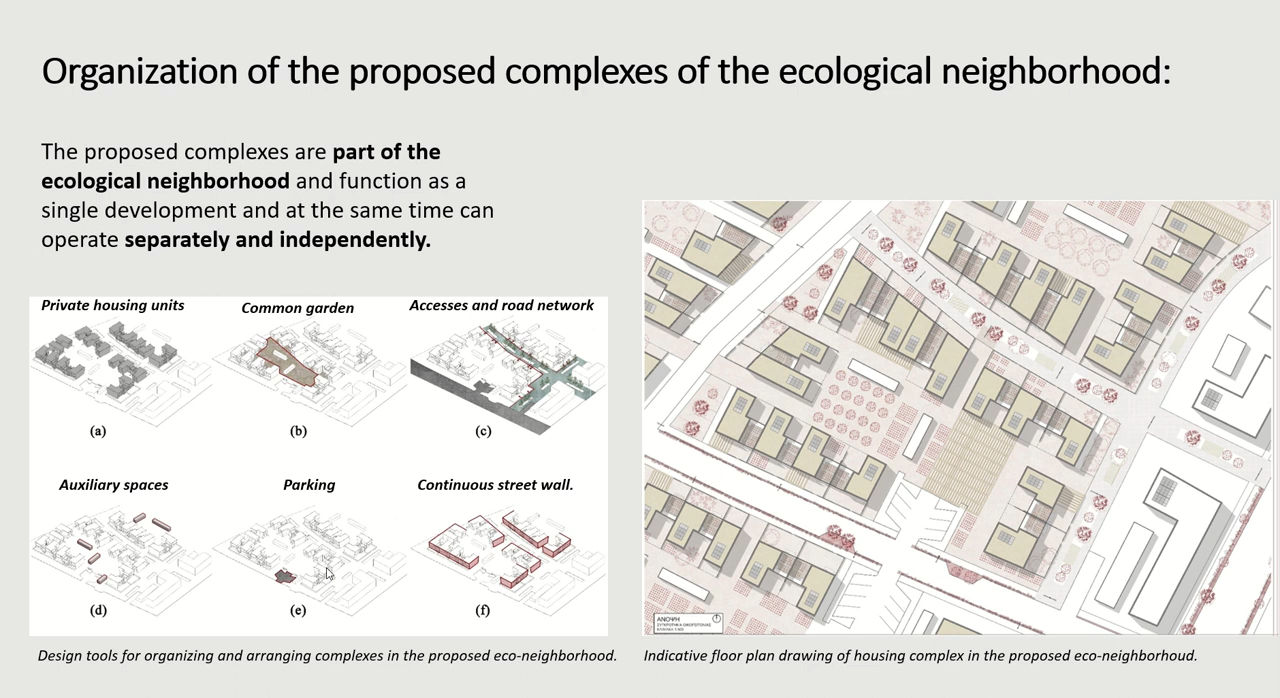 Organization of the proposed complexes of the ecological neighborhood:
The proposed complexes are part of the
ecological neighborhood and function as a
single development and at the same time can
operate separately and independently.
Private housing units
Common garden
Accesses and road network
(a)
(b)
(c)
Auxiliary spaces
Parking
Continuous street wall.
(d)
(e)
(f)
Design tools for organizing and arranging complexes in the proposed eco-neighborhood.
ΑΝΟΨΗ
Indicative floor plan drawing of housing complex in the proposed eco-neighborhoud.